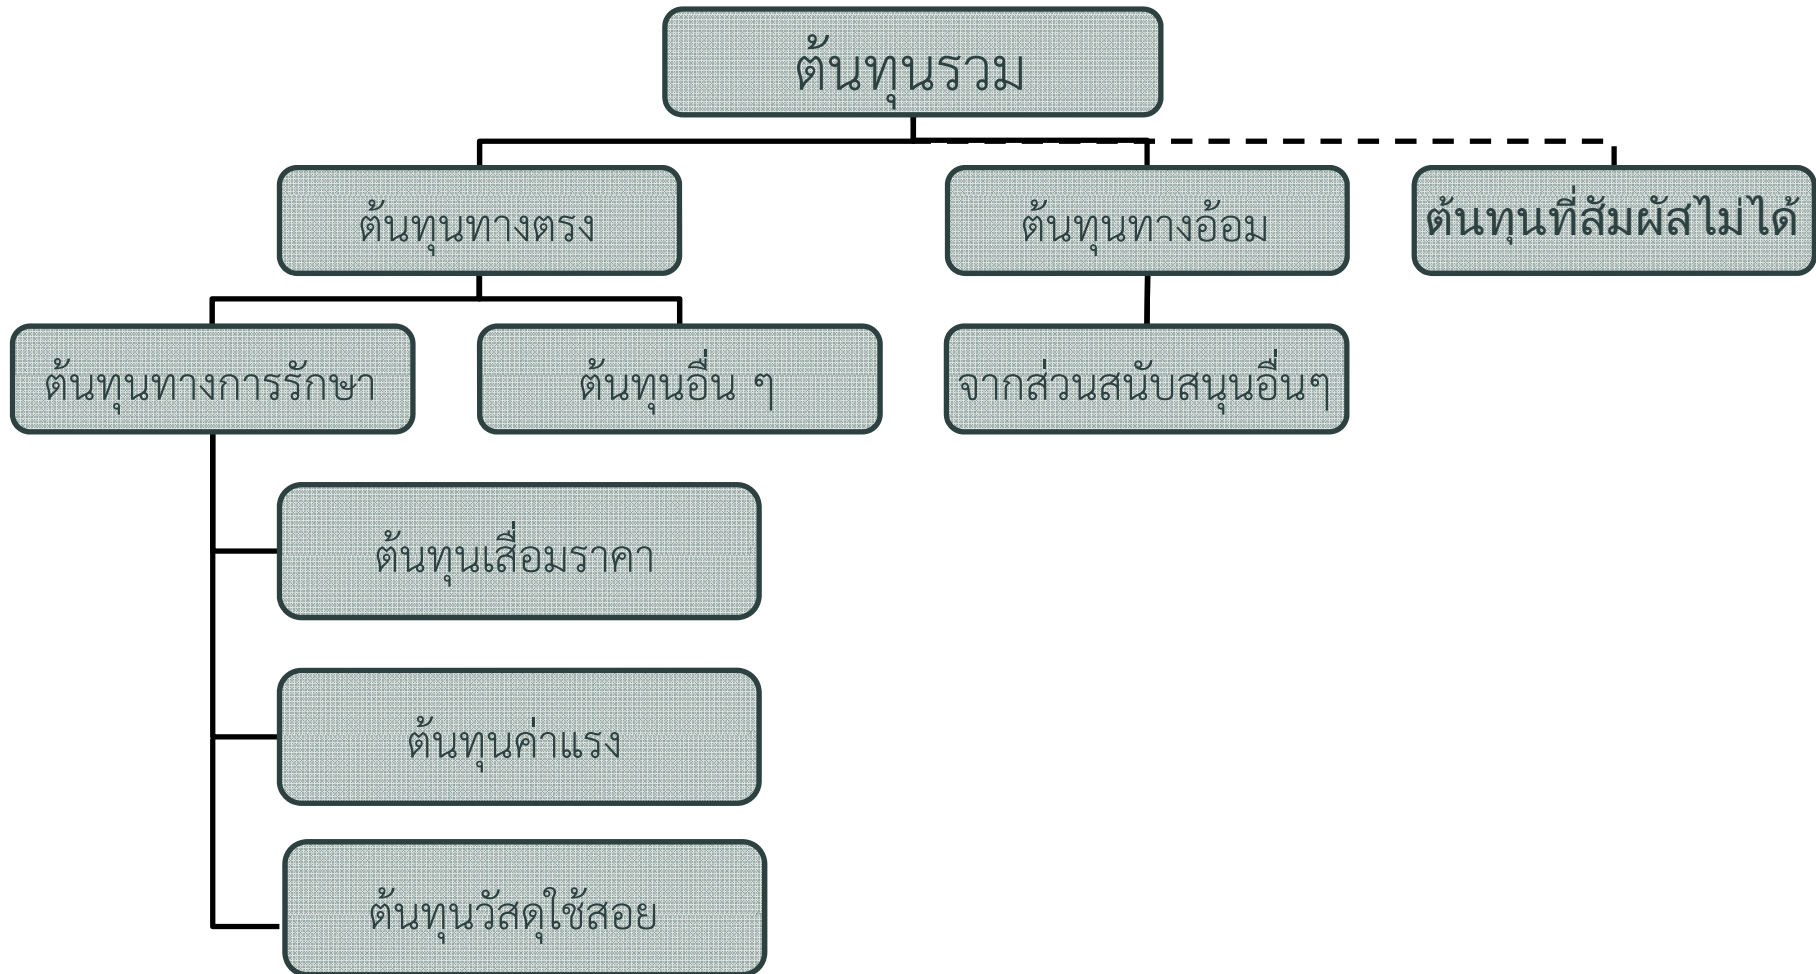 ต้นทุนรวม
ต้นทุนทางตรง
ต้นทุนทางอ้อม
ต้นทุนที่สัมผัสไม่ได้
ต้นทุนทางการรักษา
ต้นทุนอื่น ๆ
จากส่วนสนับสนุนอื่นๆ
ต้นทุนเสื่อมราคา
ต้นทุนค่าแรง
ต้นทุนวัสดุใช้สอย